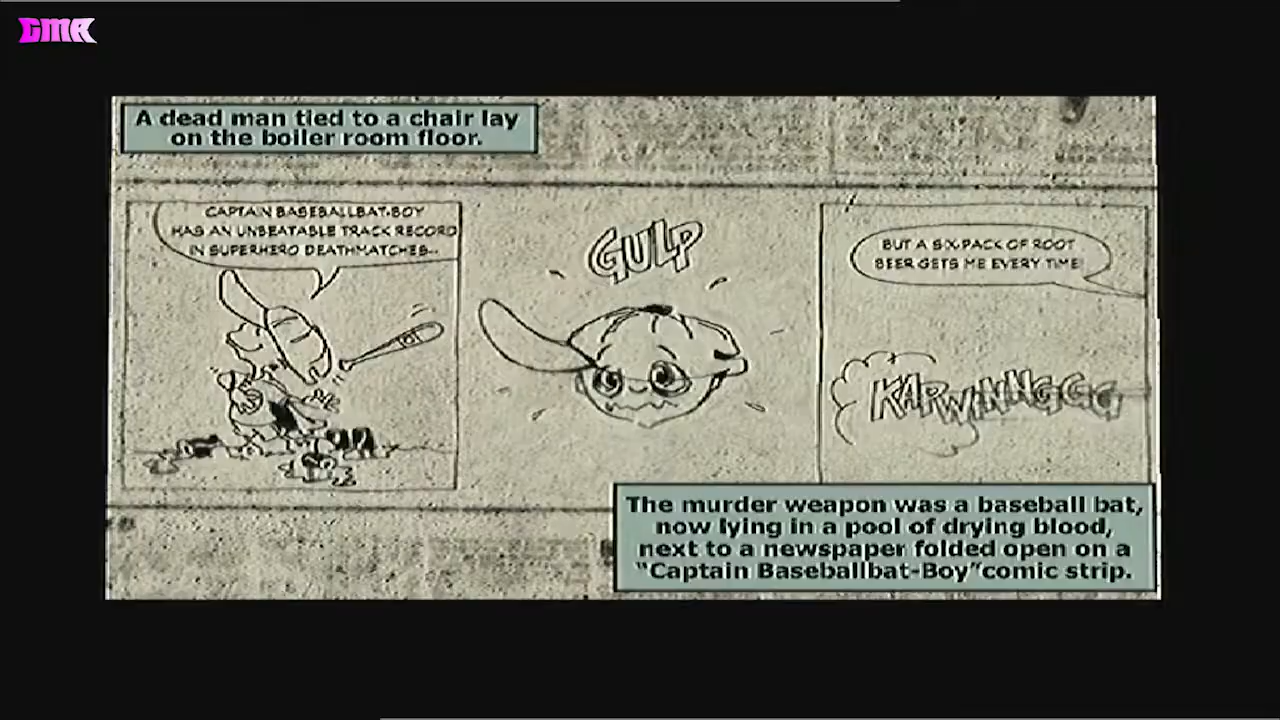 GMR
A dead man tied to a chair lay
on the boiler room floor.
CAPTAIN BASEBALLBAT-BOY
HAS AN UNBEATABLE TRACK RECORD
IN SUPERHERO DEATHMATCHES--
GULP
BUT A SIX-PACK OF ROOT
BEER GETS ME EVERY TIME!
KAPWINNNGGG
The murder weapon was a baseball bat,
now lying in a pool of drying blood,
next to a newspaper folded open on a
“Captain Baseballbat-Boy”comic strip.